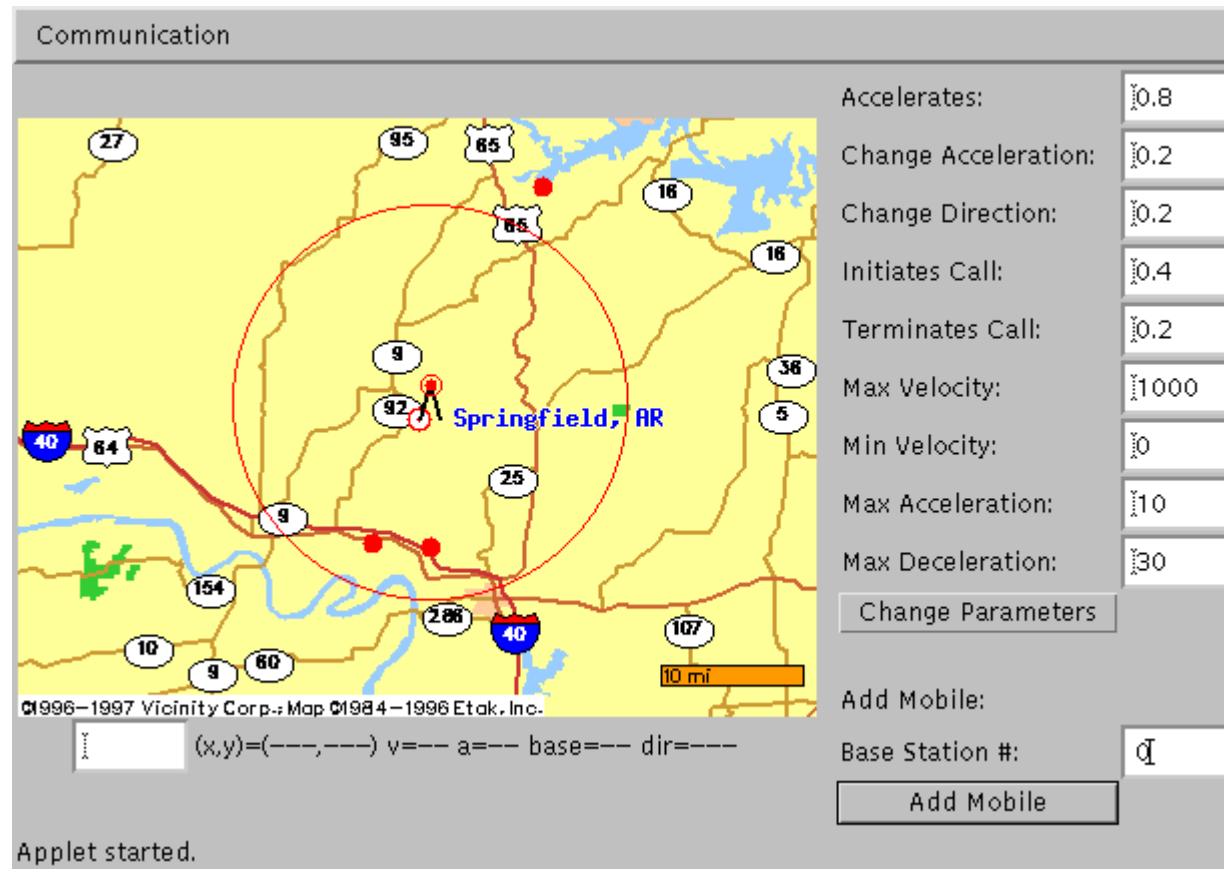 Communication
27
95
65
16
65
16
9
36
92
Springfield, AR
5
40
64
25
9
154
286
40
107
10
9
60
10 mi
©1996-1997 Vicinity Corp.; Map ©1984-1996 Etak, Inc.
(x,y)=(---,---) v=-- a=-- base=-- dir=---
Applet started.
Accelerates: 0.8
Change Acceleration: 0.2
Change Direction: 0.2
Initiates Call: 0.4
Terminates Call: 0.2
Max Velocity: 1000
Min Velocity: 0
Max Acceleration: 10
Max Deceleration: 30
Change Parameters
Add Mobile:
Base Station #: 0
Add Mobile